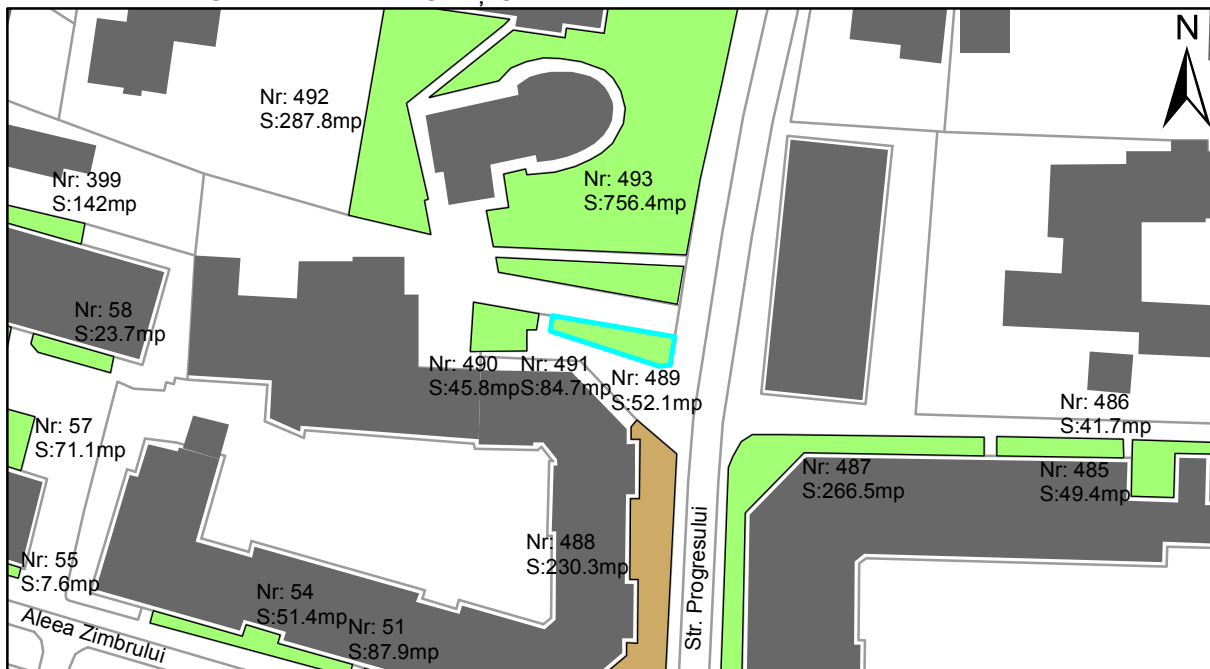 N
Nr: 492
S:287.8mp
Nr: 399
S:142mp
Nr: 493
S:756.4mp
Nr: 58
S:23.7mp
Nr: 490
S:45.8mp
Nr: 491
S:84.7mp
Nr: 489
S:52.1mp
Nr: 486
S:41.7mp
Nr: 57
S:71.1mp
Nr: 487
S:266.5mp
Nr: 485
S:49.4mp
Nr: 488
S:230.3mp
Str. Progresului
Nr: 55
S:7.6mp
Nr: 54
S:51.4mp
Nr: 51
S:87.9mp
Aleea Zimbrului